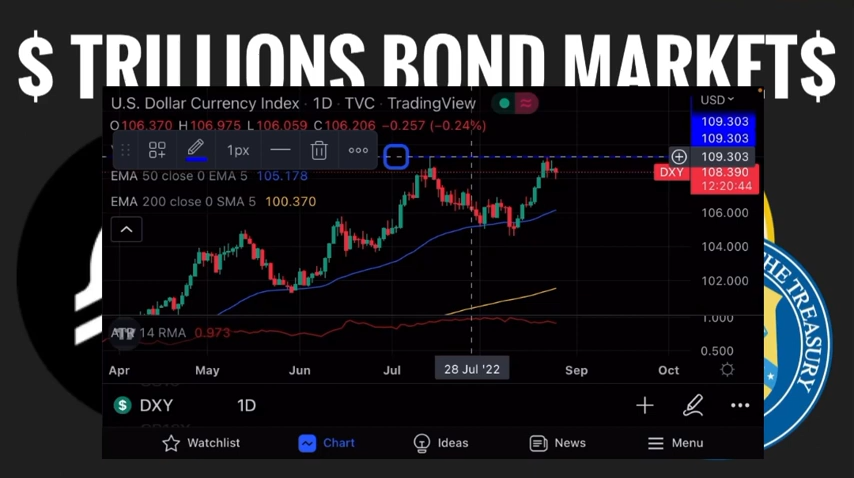 $ TRILLIONS BOND MARKET$
U.S. Dollar Currency Index · 1D · TVC · TradingView
USD
O106.370 H106.975 L106.059 C106.206 −0.257 (−0.24%)
109.303
109.303
1px
109.303
DXY 108.390
12:20:44
EMA 50 close 0 EMA 5 105.178
EMA 200 close 0 SMA 5 100.370
106.000
104.000
102.000
1.000
ATR 14 RMA 0.973
0.500
Apr May Jun Jul 28 Jul '22 Sep Oct
$ DXY 1D
Watchlist Chart Ideas News Menu
THE TREASURY